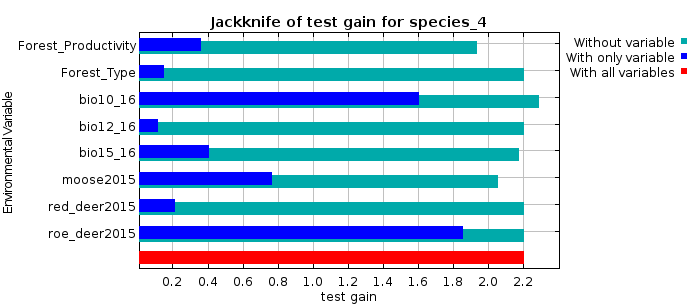 Jackknife of test gain for species_4
Without variable
With only variable
With all variables
Environmental Variable
Forest_Productivity
Forest_Type
bio10_16
bio12_16
bio15_16
moose2015
red_deer2015
roe_deer2015
0.2 0.4 0.6 0.8 1.0 1.2 1.4 1.6 1.8 2.0 2.2
test gain